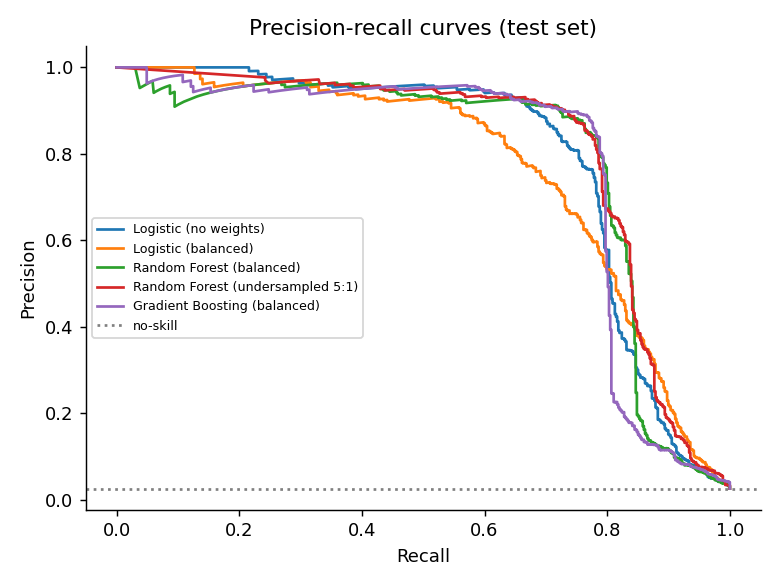 Precision-recall curves (test set)
Precision
1.0
0.8
0.6
0.4
0.2
0.0
Logistic (no weights)
Logistic (balanced)
Random Forest (balanced)
Random Forest (undersampled 5:1)
Gradient Boosting (balanced)
no-skill
0.0 0.2 0.4 0.6 0.8 1.0
Recall